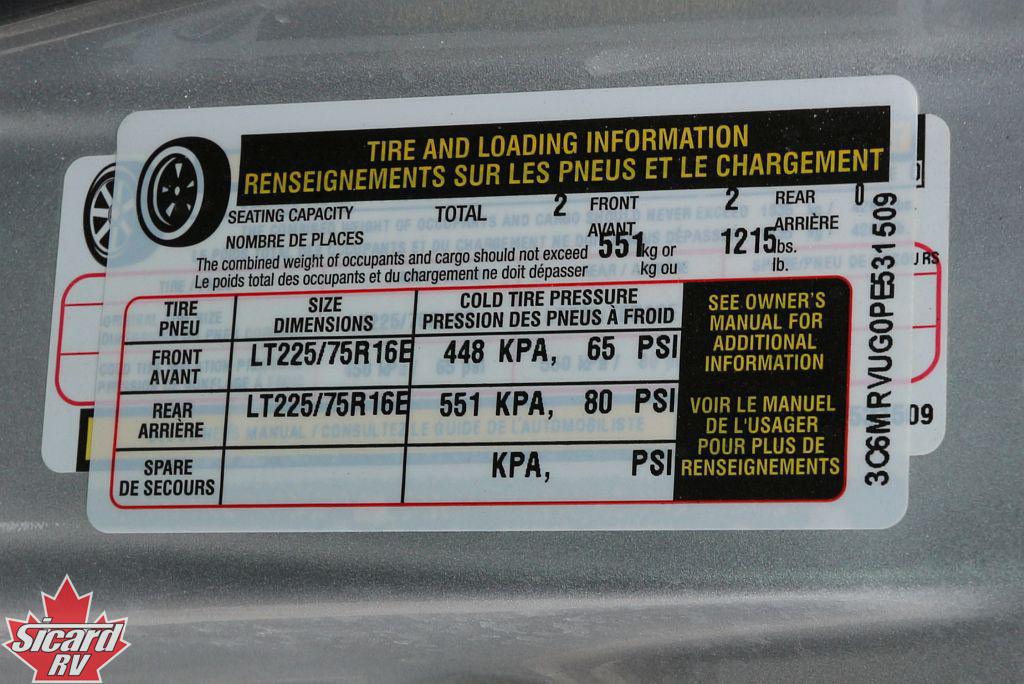 TIRE AND LOADING INFORMATION
RENSEIGNEMENTS SUR LES PNEUS ET LE CHARGEMENT
SEATING CAPACITY TOTAL 2 FRONT 2 REAR 0
NOMBRE DE PLACES AVANT ARRIÈRE
The combined weight of occupants and cargo should not exceed 551 kg or 1215 lbs.
Le poids total des occupants et du chargement ne doit dépasser kg ou lb.
TIRE SIZE COLD TIRE PRESSURE
PNEU DIMENSIONS PRESSION DES PNEUS À FROID
FRONT LT225/75R16E 448 KPA, 65 PSI
AVANT
REAR LT225/75R16E 551 KPA, 80 PSI
ARRIÈRE
SPARE KPA, PSI
DE SECOURS
SEE OWNER'S
MANUAL FOR
ADDITIONAL
INFORMATION
VOIR LE MANUEL
DE L'USAGER
POUR PLUS DE
RENSEIGNEMENTS
3C6MRVUG0PE531509
09
Sicard
RV